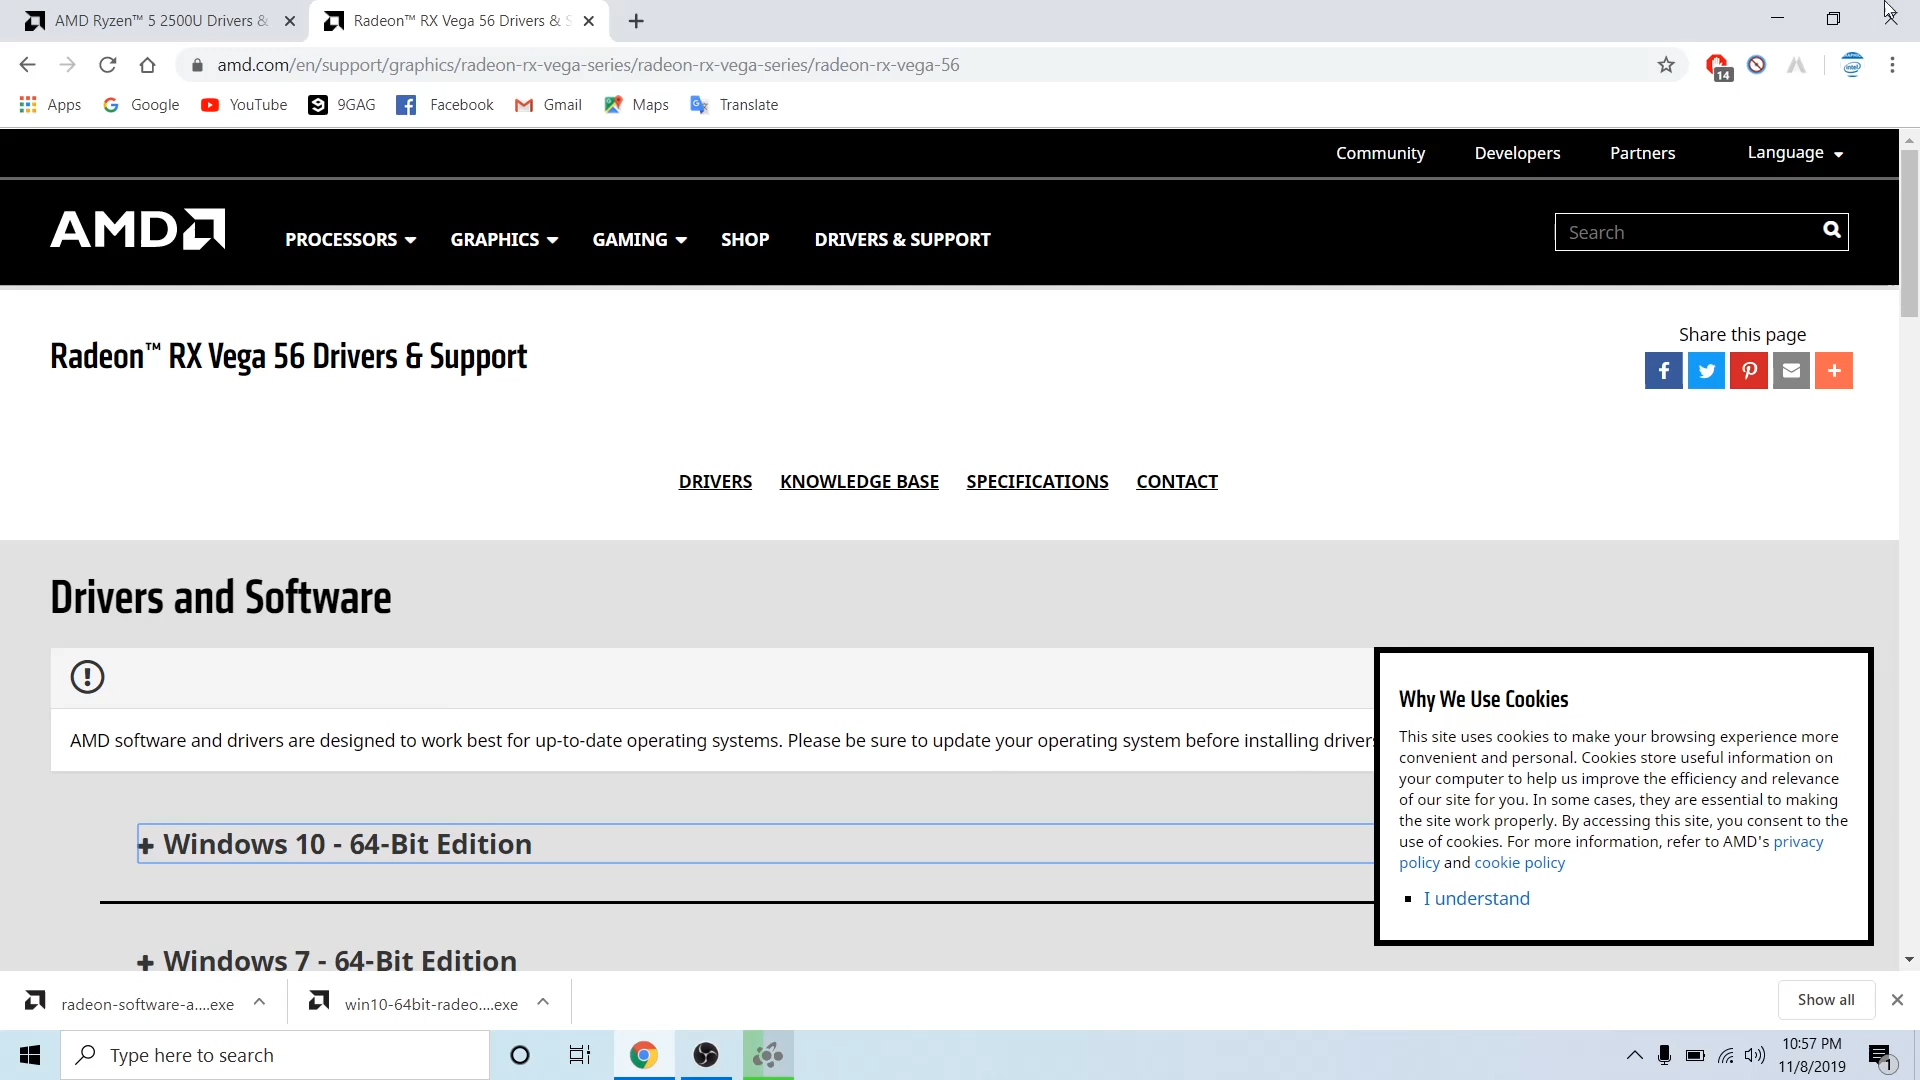 AMD Ryzen™ 5 2500U Drivers &
Radeon™ RX Vega 56 Drivers & S
amd.com/en/support/graphics/radeon-rx-vega-series/radeon-rx-vega-series/radeon-rx-vega-56
14
intel
Apps
Google
YouTube
9GAG
Facebook
Gmail
Maps
Translate
Community
Developers
Partners
Language
AMD
PROCESSORS
GRAPHICS
GAMING
SHOP
DRIVERS & SUPPORT
Search
Radeon™ RX Vega 56 Drivers & Support
Share this page
DRIVERS
KNOWLEDGE BASE
SPECIFICATIONS
CONTACT
Drivers and Software
AMD software and drivers are designed to work best for up-to-date operating systems. Please be sure to update your operating system before installing drivers
Windows 10 - 64-Bit Edition
Windows 7 - 64-Bit Edition
Why We Use Cookies
This site uses cookies to make your browsing experience more
convenient and personal. Cookies store useful information on
your computer to help us improve the efficiency and relevance
of our site for you. In some cases, they are essential to making
the site work properly. By accessing this site, you consent to the
use of cookies. For more information, refer to AMD's privacy
policy and cookie policy
I understand
radeon-software-a....exe
win10-64bit-radeo....exe
Show all
Type here to search
10:57 PM
11/8/2019
1